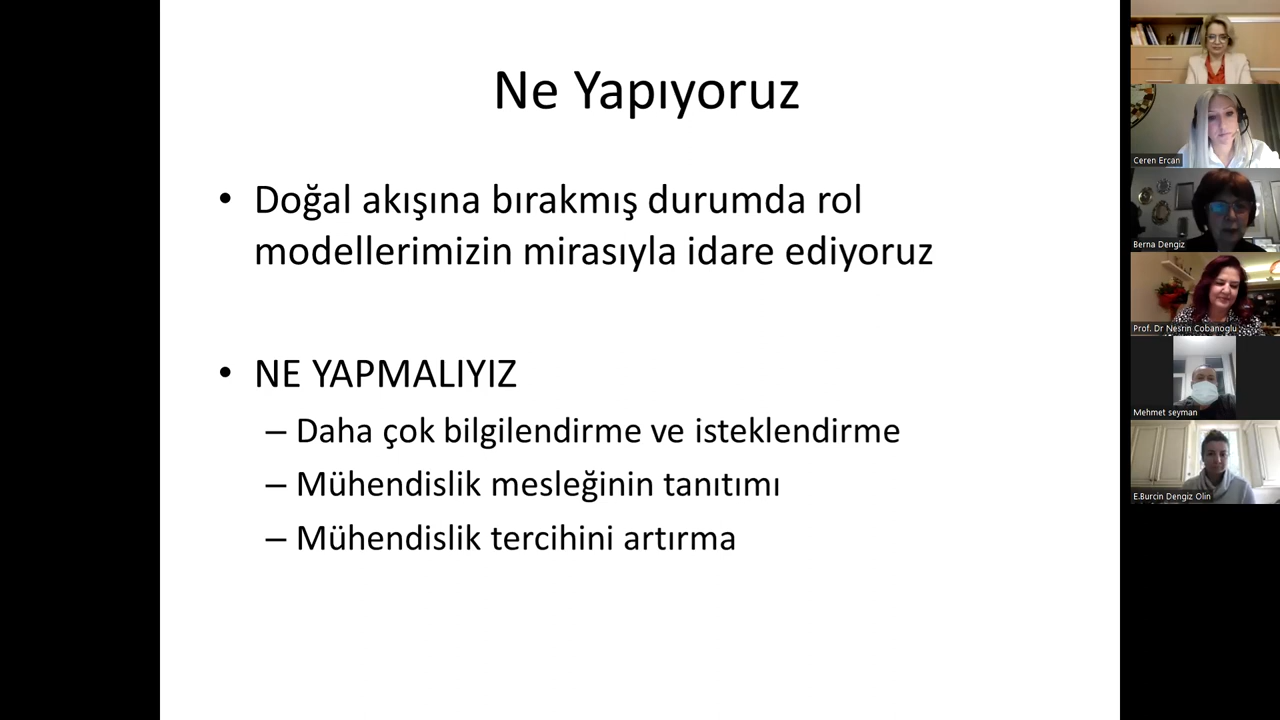 Ne Yapıyoruz
• Doğal akışına bırakmış durumda rol
modellerimizin mirasıyla idare ediyoruz
• NE YAPMALIYIZ
– Daha çok bilgilendirme ve isteklendirme
– Mühendislik mesleğinin tanıtımı
– Mühendislik tercihini artırma
Ceren Ercan
Berna Dengiz
Prof. Dr Nesrin Cobanoglu
Mehmet seyman
E.Burcin Dengiz Olin